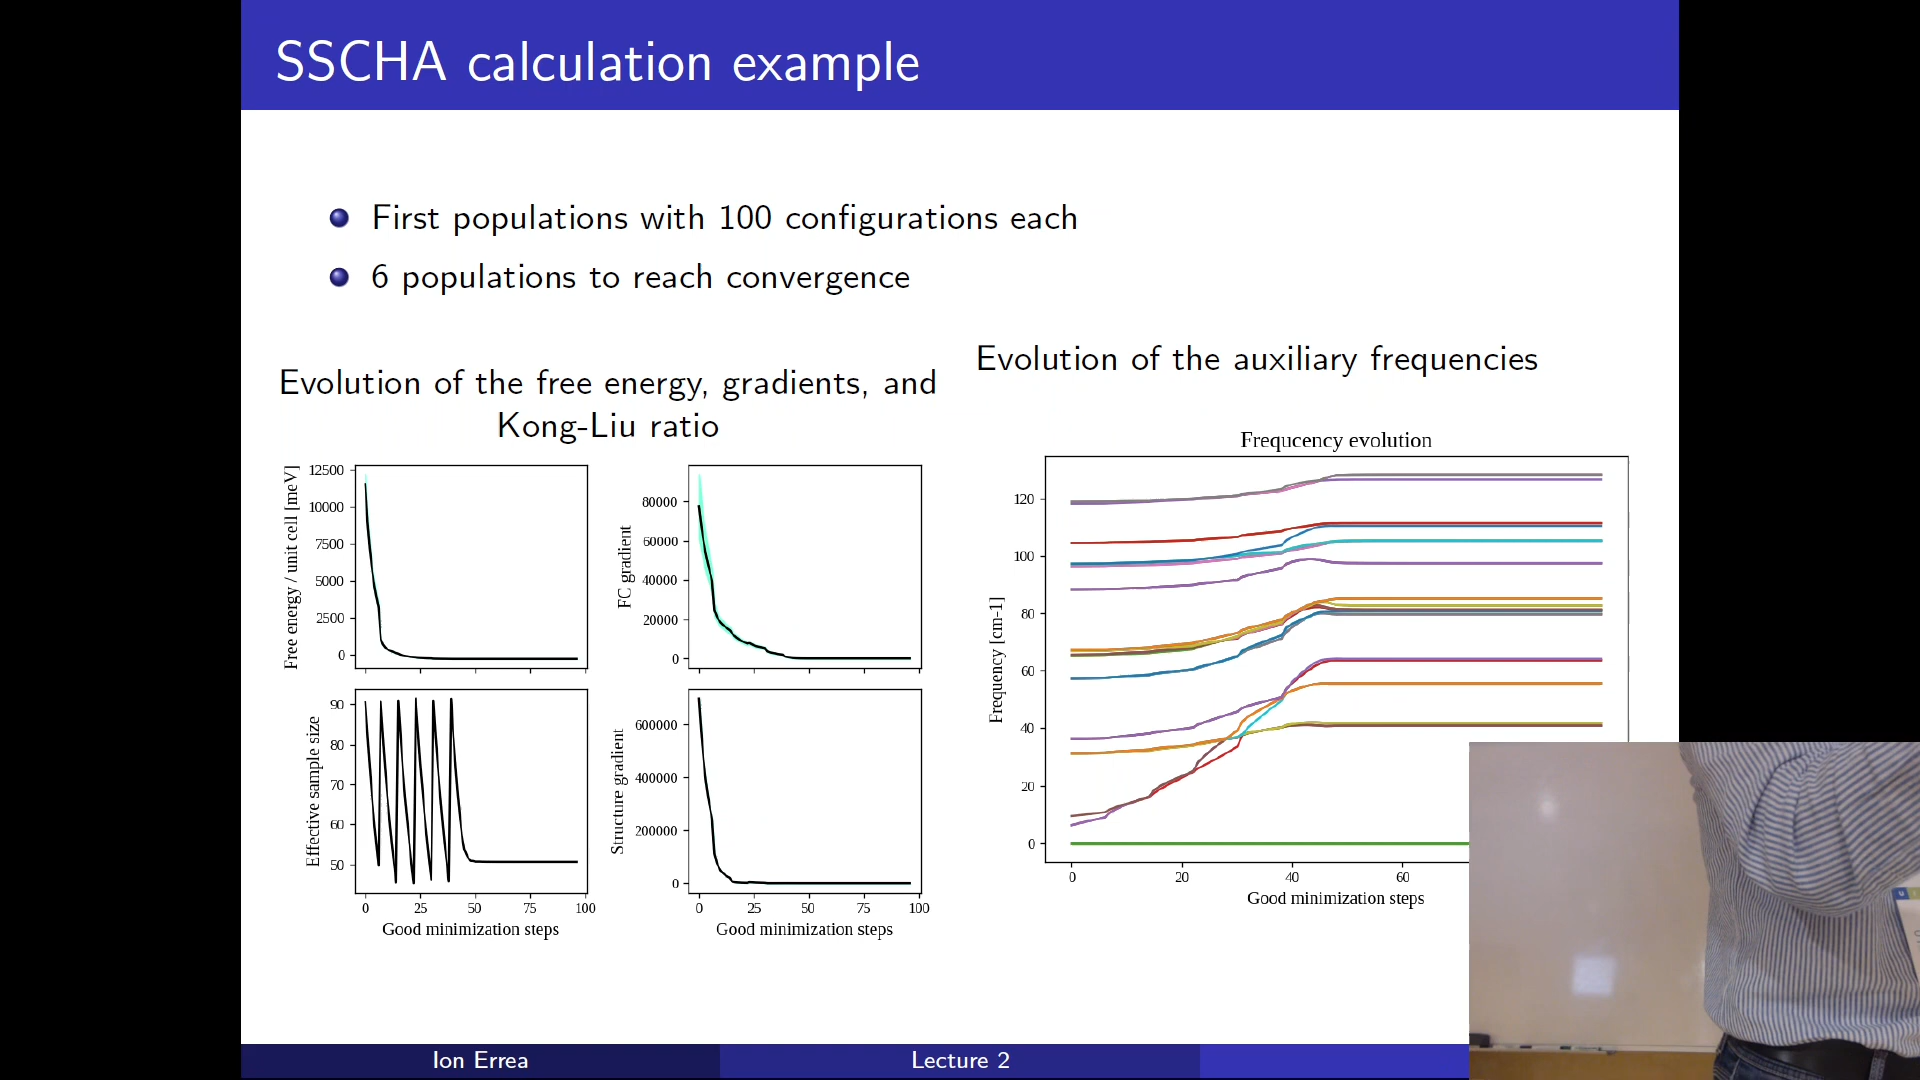 SSCHA calculation example
First populations with 100 configurations each
6 populations to reach convergence
Evolution of the free energy, gradients, and
Kong-Liu ratio
Evolution of the auxiliary frequencies
Free energy / unit cell [meV]
12500
10000
7500
5000
2500
0
FC gradient
80000
60000
40000
20000
0
Effective sample size
90
80
70
60
50
0 25 50 75 100
Good minimization steps
Structure gradient
600000
400000
200000
0
0 25 50 75 100
Good minimization steps
Frequcency evolution
Frequency [cm-1]
120
100
80
60
40
20
0
0 20 40 60
Good minimization steps
Ion Errea
Lecture 2